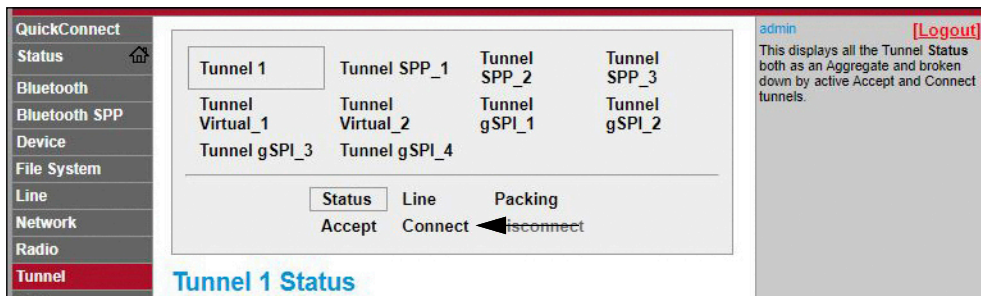 QuickConnect
Status
Bluetooth
Bluetooth SPP
Device
File System
Line
Network
Radio
Tunnel
Tunnel 1 Tunnel SPP_1 Tunnel SPP_2 Tunnel SPP_3
Tunnel Virtual_1 Tunnel Virtual_2 Tunnel gSPI_1 Tunnel gSPI_2
Tunnel gSPI_3 Tunnel gSPI_4
Status Line Packing
Accept Connect
Tunnel 1 Status
admin [Logout]
This displays all the Tunnel Status
both as an Aggregate and broken
down by active Accept and Connect
tunnels.